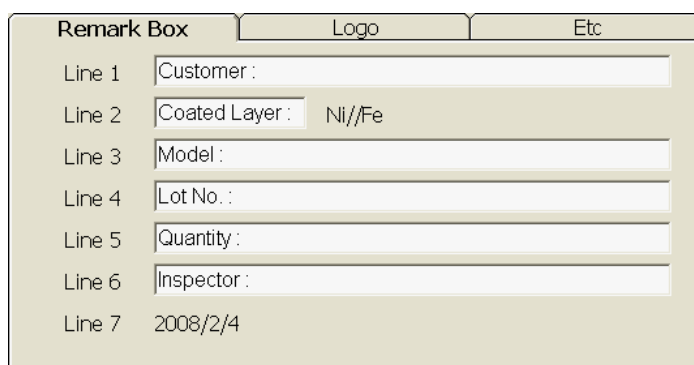 Remark Box Logo Etc
Line 1 Customer :
Line 2 Coated Layer : Ni//Fe
Line 3 Model :
Line 4 Lot No. :
Line 5 Quantity :
Line 6 Inspector :
Line 7 2008/2/4